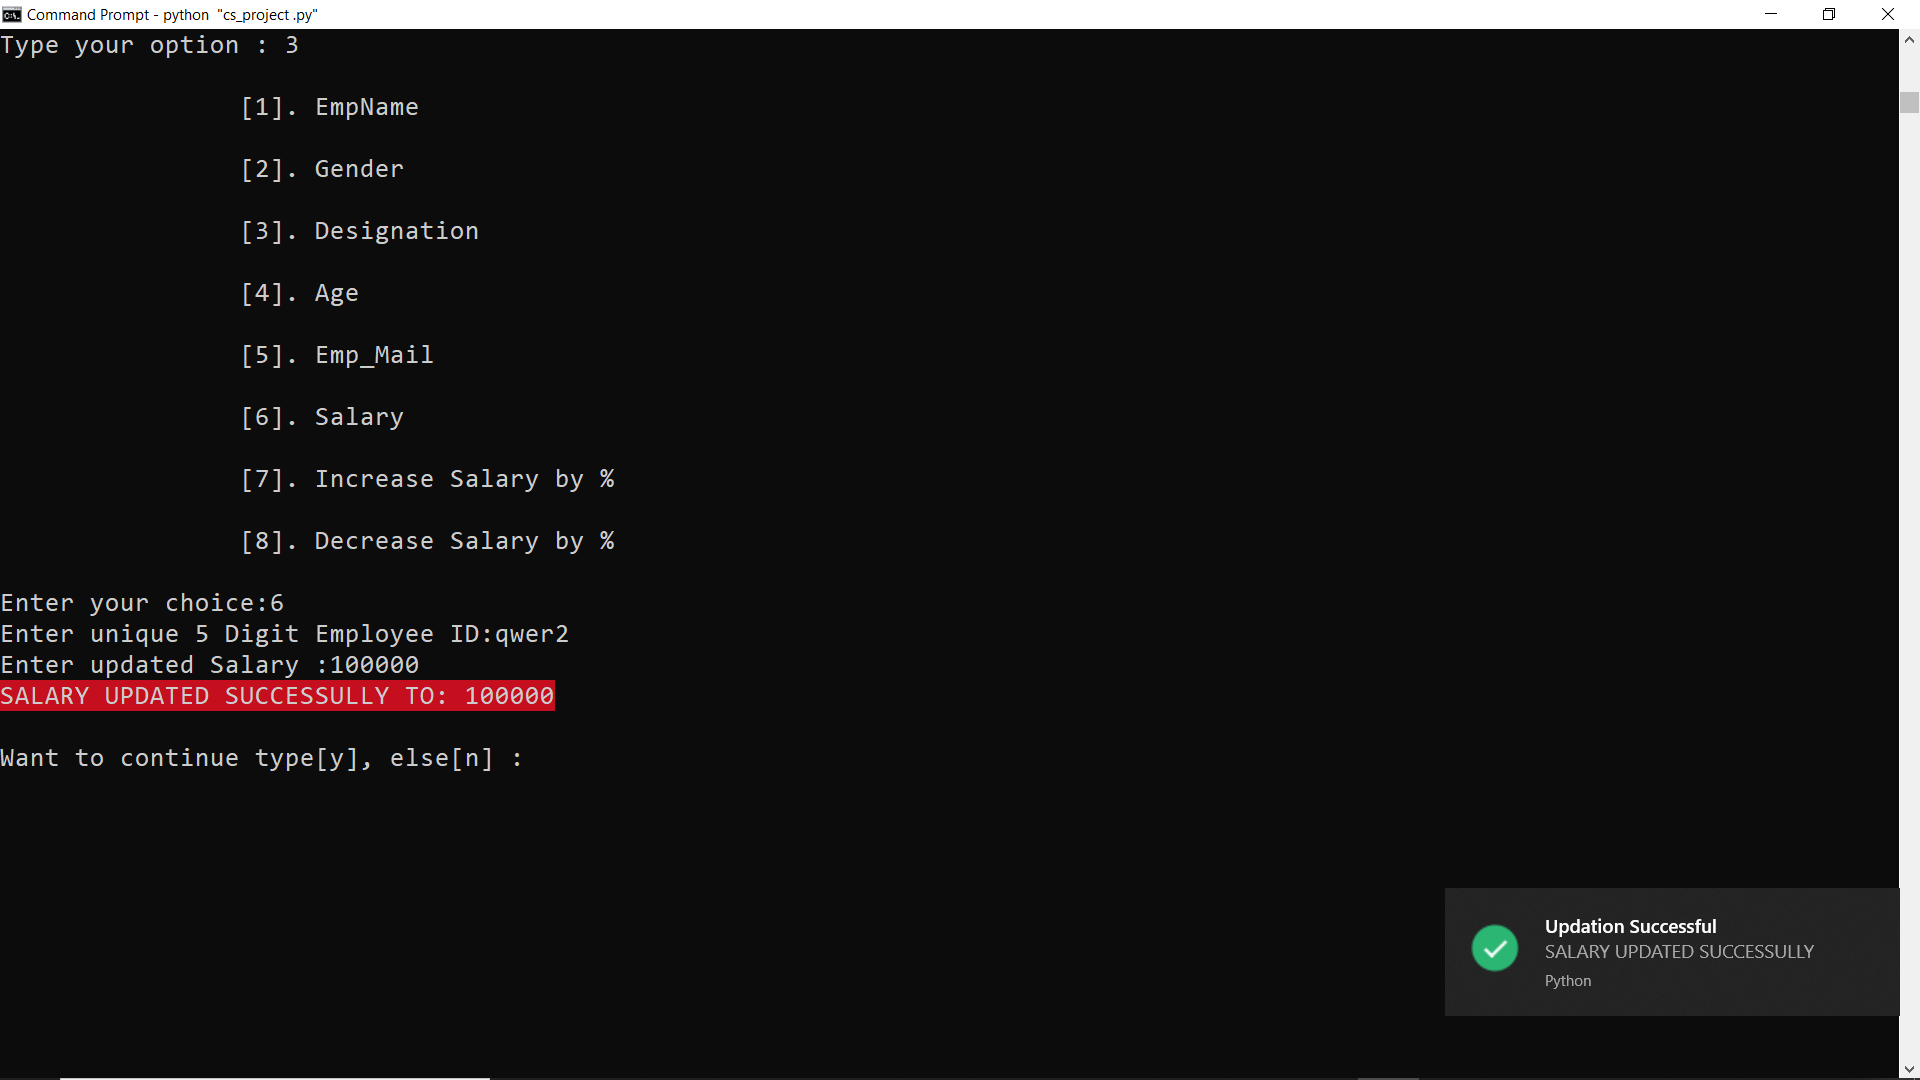 Command Prompt - python  "cs_project .py"
Type your option : 3
[1]. EmpName
[2]. Gender
[3]. Designation
[4]. Age
[5]. Emp_Mail
[6]. Salary
[7]. Increase Salary by %
[8]. Decrease Salary by %
Enter your choice:6
Enter unique 5 Digit Employee ID:qwer2
Enter updated Salary :100000
SALARY UPDATED SUCCESSULLY TO: 100000
Want to continue type[y], else[n] :
Updation Successful
SALARY UPDATED SUCCESSULLY
Python